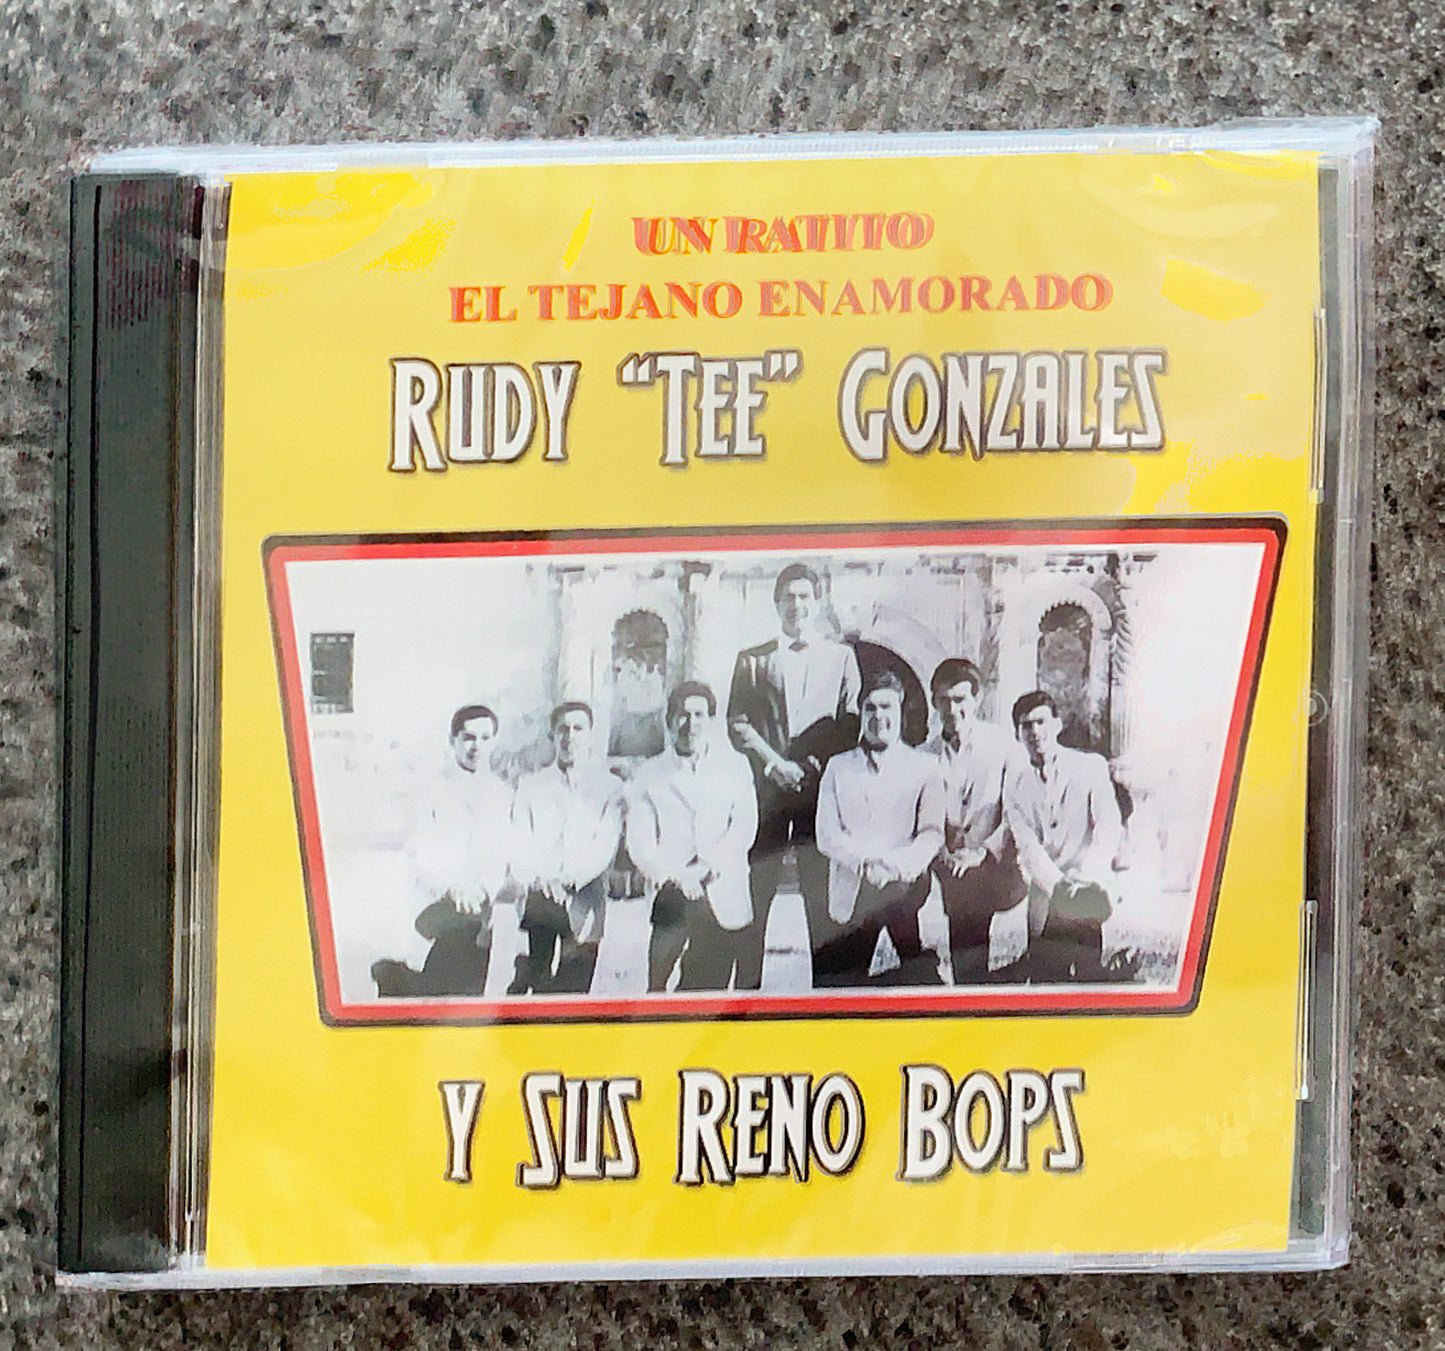 UN RATITO
EL TEJANO ENAMORADO
RUDY “TEE” GONZALES
Y SUS RENO BOPS